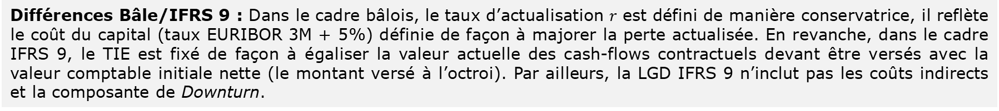 Différences Bâle/IFRS 9 : Dans le cadre bâlois, le taux d’actualisation r est défini de manière conservatrice, il reflète
le coût du capital (taux EURIBOR 3M + 5%) définie de façon à majorer la perte actualisée. En revanche, dans le cadre
IFRS 9, le TIE est fixé de façon à égaliser la valeur actuelle des cash-flows contractuels devant être versés avec la
valeur comptable initiale nette (le montant versé à l’octroi). Par ailleurs, la LGD IFRS 9 n’inclut pas les coûts indirects
et la composante de Downturn.